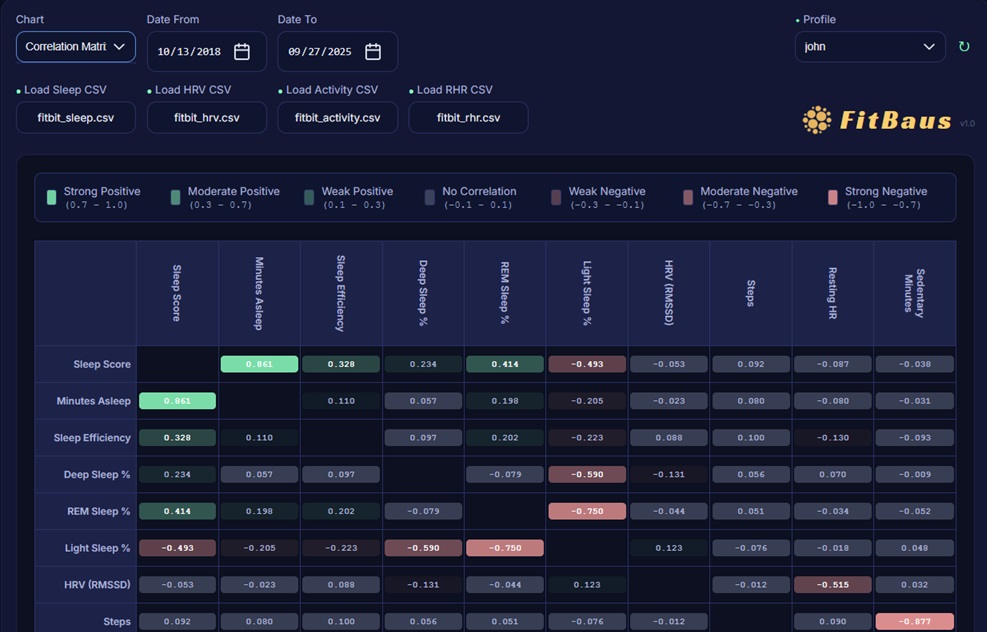 Chart Date From Date To Profile
Correlation Matri 10/13/2018 09/27/2025 john
Load Sleep CSV Load HRV CSV Load Activity CSV Load RHR CSV
fitbit_sleep.csv fitbit_hrv.csv fitbit_activity.csv fitbit_rhr.csv
FitBaus v1.0
Strong Positive Moderate Positive Weak Positive No Correlation Weak Negative Moderate Negative Strong Negative
(0.7 - 1.0) (0.3 - 0.7) (0.1 - 0.3) (-0.1 - 0.1) (-0.3 - -0.1) (-0.7 - -0.3) (-1.0 - -0.7)
Sleep Score
Minutes Asleep
Sleep Efficiency
Deep Sleep %
REM Sleep %
Light Sleep %
HRV (RMSSD)
Steps
Resting HR
Sedentary
Minutes
Sleep Score 0.861 0.328 0.234 0.414 -0.493 -0.053 0.092 -0.087 -0.038
Minutes Asleep 0.861 0.110 0.057 0.198 -0.205 -0.023 0.080 -0.080 -0.031
Sleep Efficiency 0.328 0.110 0.097 0.202 -0.223 0.088 0.100 -0.130 -0.093
Deep Sleep % 0.234 0.057 0.097 -0.079 -0.590 -0.131 0.056 0.070 -0.009
REM Sleep % 0.414 0.198 0.202 -0.079 -0.750 -0.044 0.051 -0.034 -0.052
Light Sleep % -0.493 -0.205 -0.223 -0.590 -0.750 0.123 -0.076 -0.018 0.048
HRV (RMSSD) -0.053 -0.023 0.088 -0.131 -0.044 0.123 -0.012 -0.515 0.032
Steps 0.092 0.080 0.100 0.056 0.051 -0.076 -0.012 0.090 -0.877